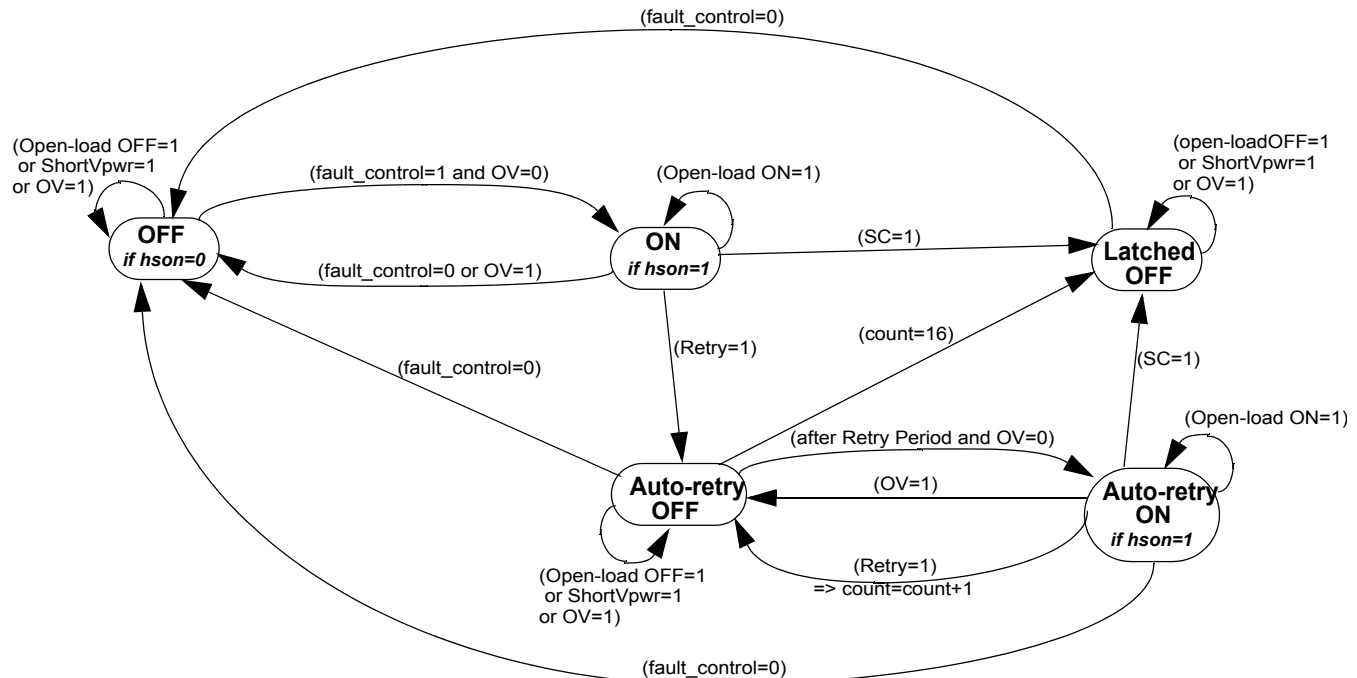 (fault_control=0)
(Open-load OFF=1
or ShortVpwr=1
or OV=1)
(fault_control=1 and OV=0)
(Open-load ON=1)
(open-loadOFF=1
or ShortVpwr=1
or OV=1)
OFF
if hson=0
ON
if hson=1
(SC=1)
Latched
OFF
(fault_control=0 or OV=1)
(count=16)
(Retry=1)
(SC=1)
(fault_control=0)
(Open-load ON=1)
(after Retry Period and OV=0)
Auto-retry
OFF
(OV=1)
Auto-retry
ON
if hson=1
(Open-load OFF=1
or ShortVpwr=1
or OV=1)
(Retry=1)
=> count=count+1
(fault_control=0)